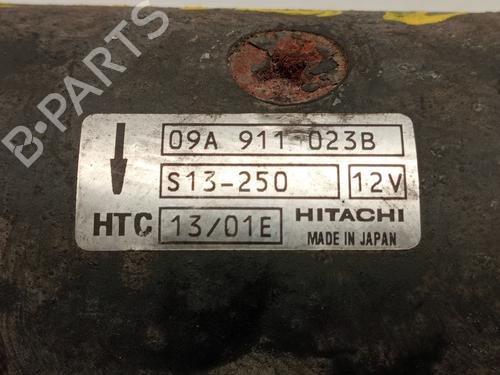 B-PARTS
09A 911 023B
S13-250 12V
HTC 13/01E HITACHI
MADE IN JAPAN